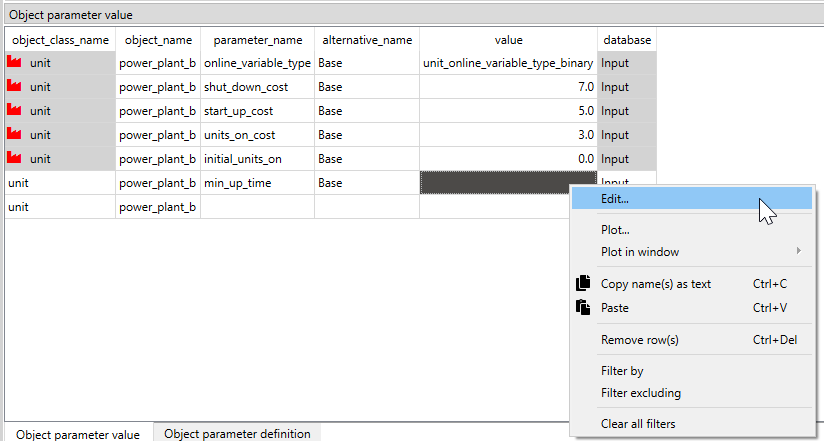 Object parameter value
object_class_name object_name parameter_name alternative_name value database
unit power_plant_b online_variable_type Base unit_online_variable_type_binary Input
unit power_plant_b shut_down_cost Base 7.0 Input
unit power_plant_b start_up_cost Base 5.0 Input
unit power_plant_b units_on_cost Base 3.0 Input
unit power_plant_b initial_units_on Base 0.0 Input
unit power_plant_b min_up_time Base Input
unit power_plant_b
Edit...
Plot...
Plot in window
Copy name(s) as text Ctrl+C
Paste Ctrl+V
Remove row(s) Ctrl+Del
Filter by
Filter excluding
Clear all filters
Object parameter value Object parameter definition